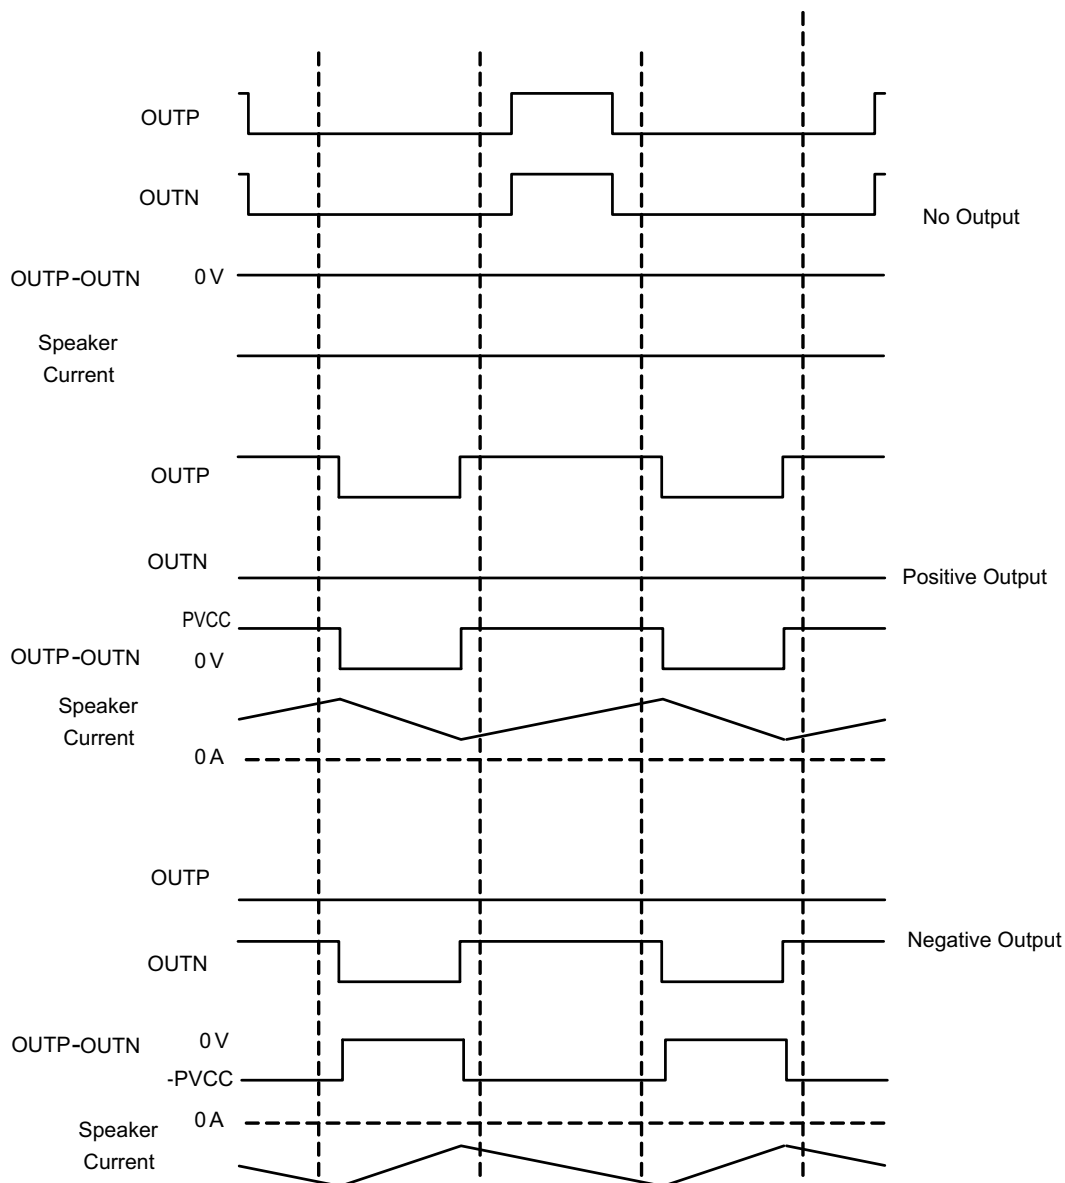 OUTP
OUTN
No Output
OUTP-OUTN 0 V
Speaker
Current
OUTP
OUTN
Positive Output
PVCC
OUTP-OUTN 0 V
Speaker
Current
0 A
OUTP
Negative Output
OUTN
OUTP-OUTN 0 V
-PVCC
0 A
Speaker
Current